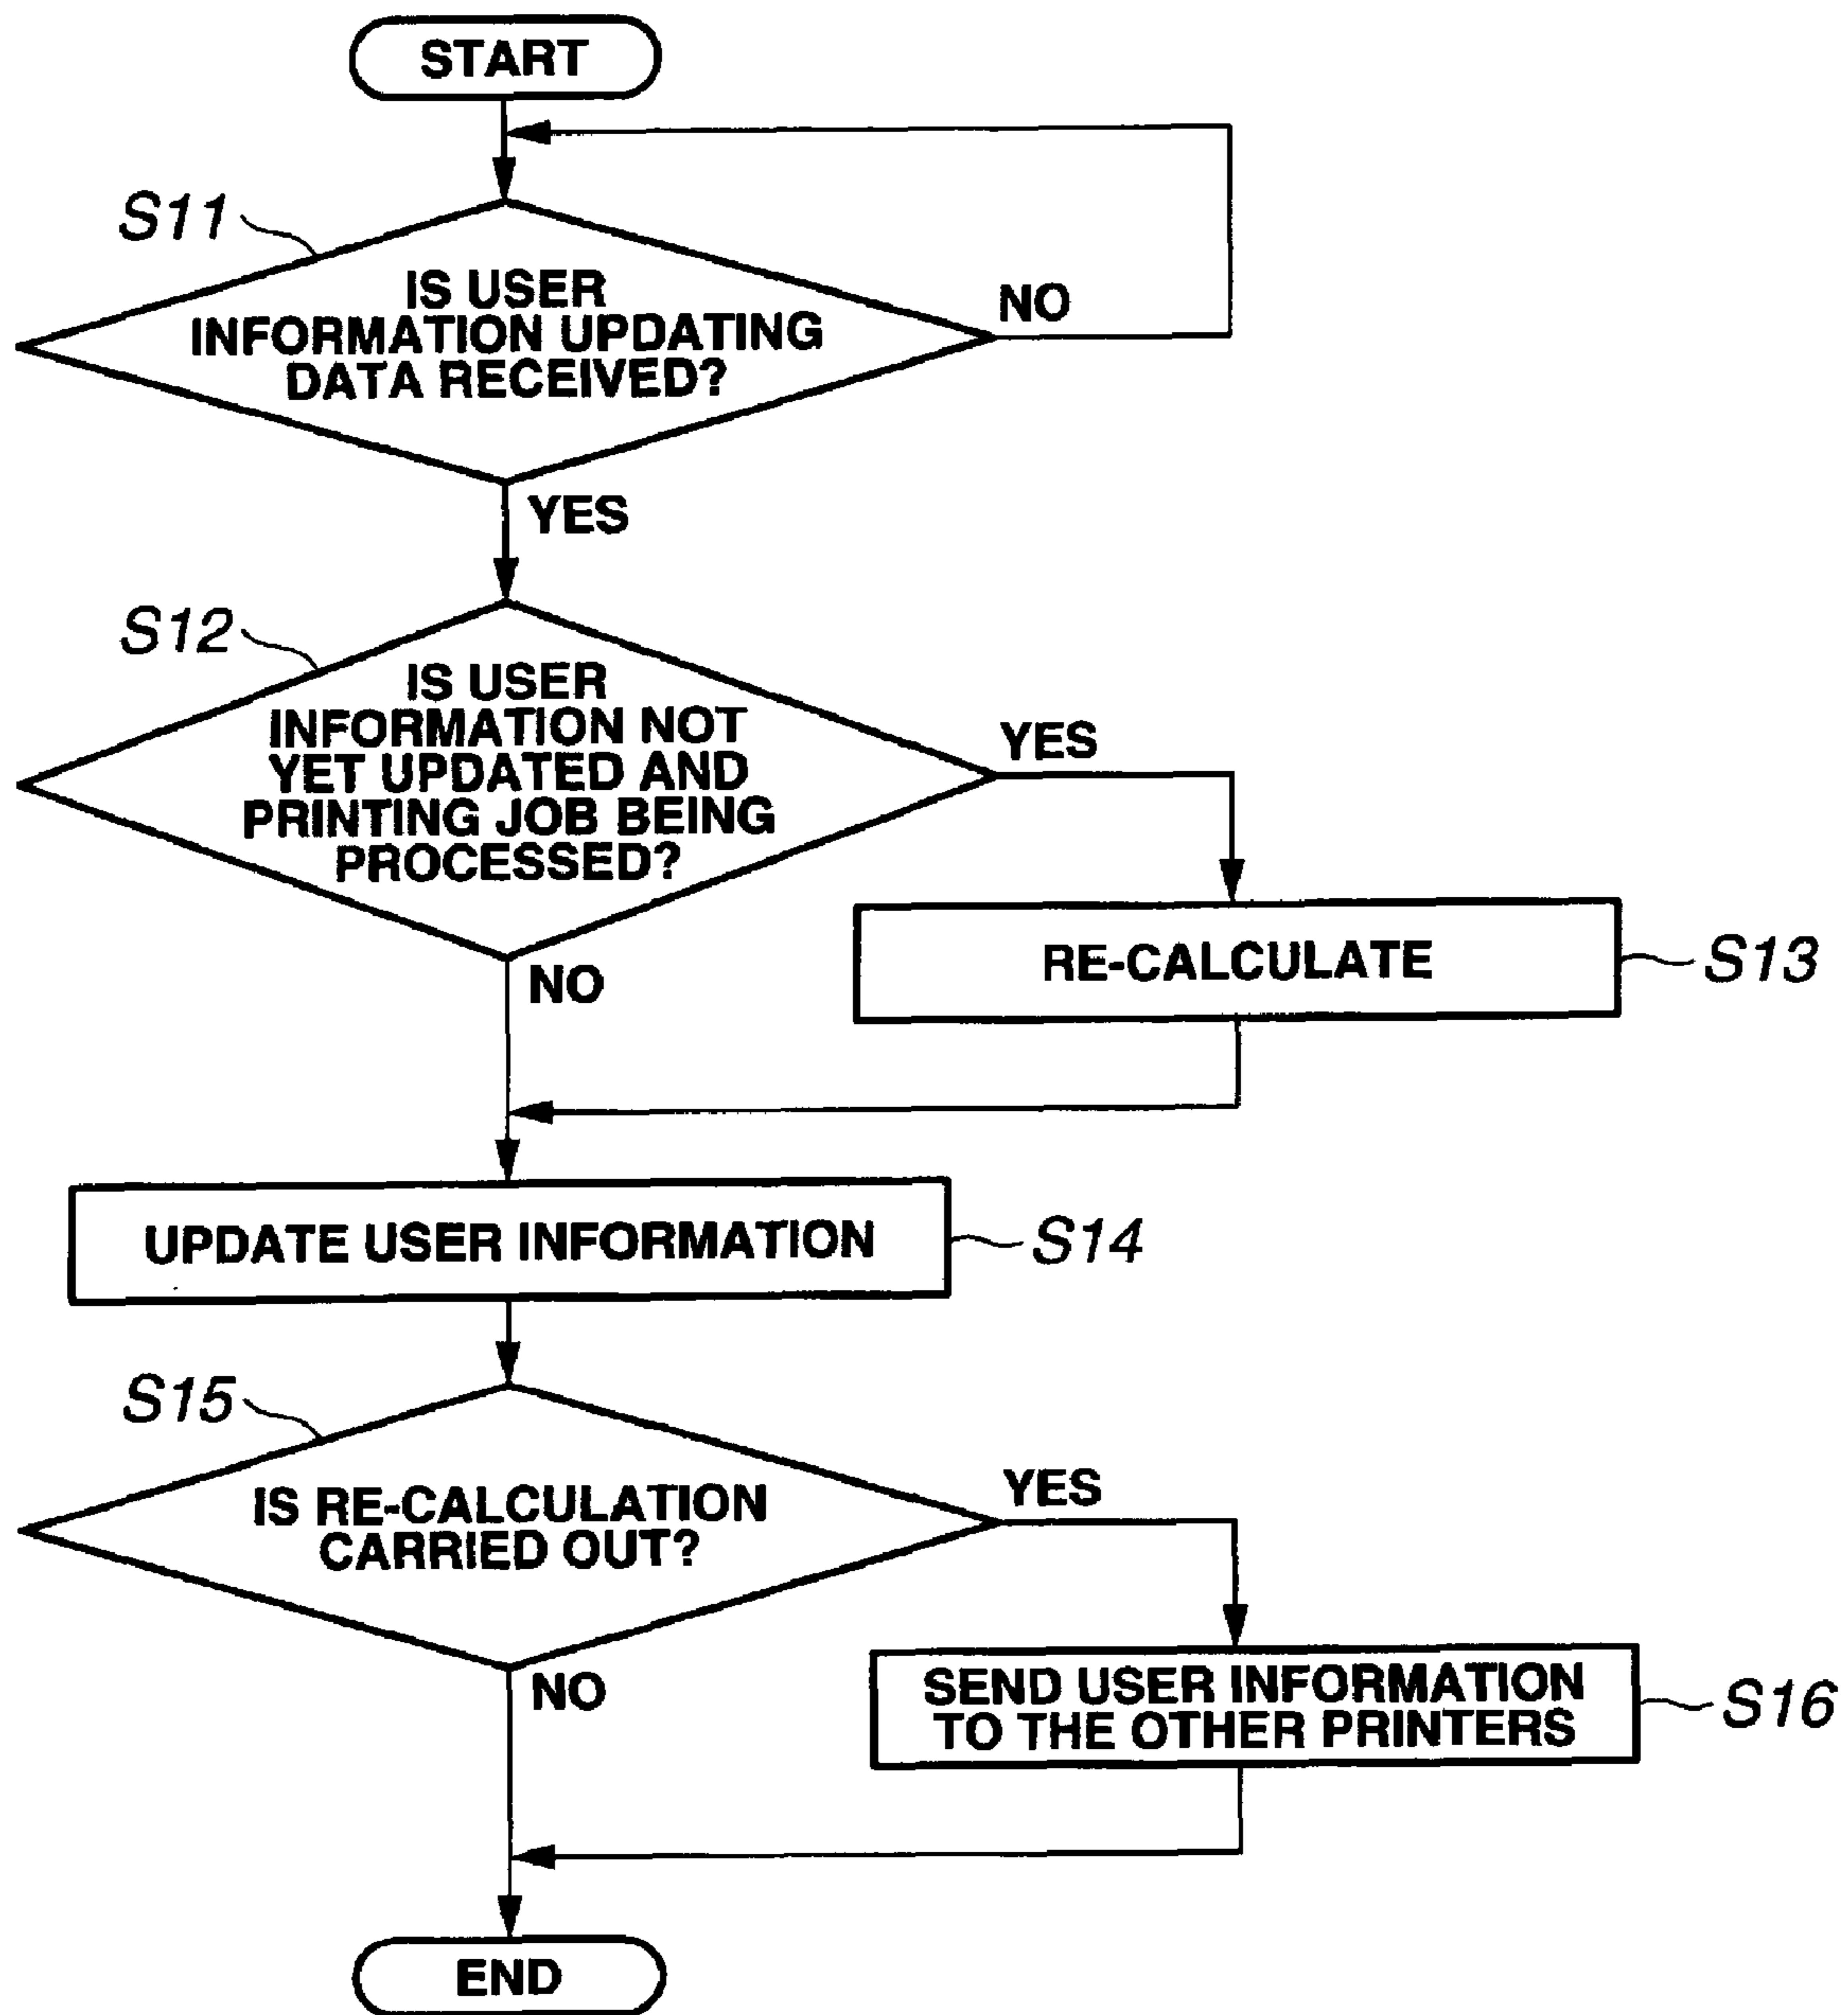 START
S11
IS USER
INFORMATION UPDATING
DATA RECEIVED?
NO
YES
S12
IS USER
INFORMATION NOT
YET UPDATED AND
PRINTING JOB BEING
PROCESSED?
YES
NO
RE-CALCULATE
S13
UPDATE USER INFORMATION
S14
S15
IS RE-CALCULATION
CARRIED OUT?
YES
NO
SEND USER INFORMATION
TO THE OTHER PRINTERS
S16
END